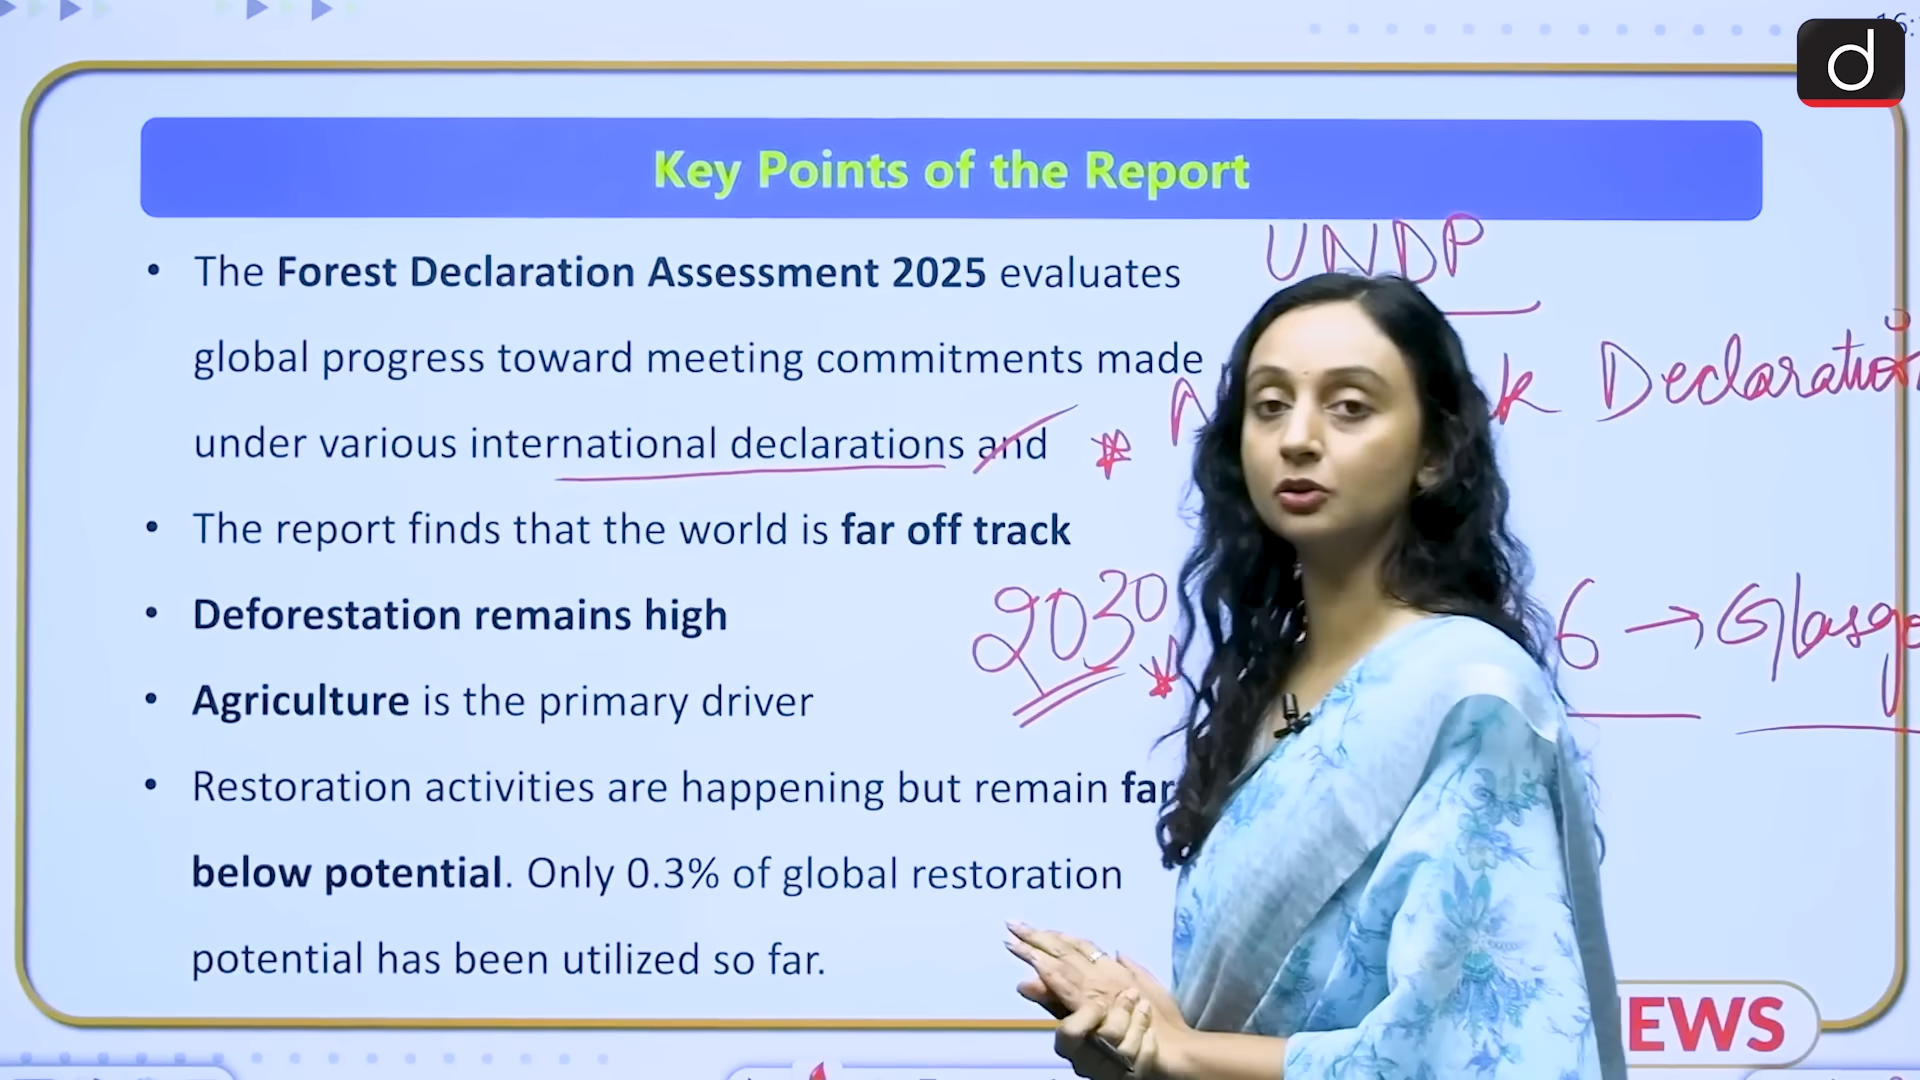 Key Points of the Report
UNDP
• The Forest Declaration Assessment 2025 evaluates
global progress toward meeting commitments made
Declaration
under various international declarations and
• The report finds that the world is far off track
2030
6 → Glasgo
• Deforestation remains high
• Agriculture is the primary driver
• Restoration activities are happening but remain far
below potential. Only 0.3% of global restoration
potential has been utilized so far.
EWS